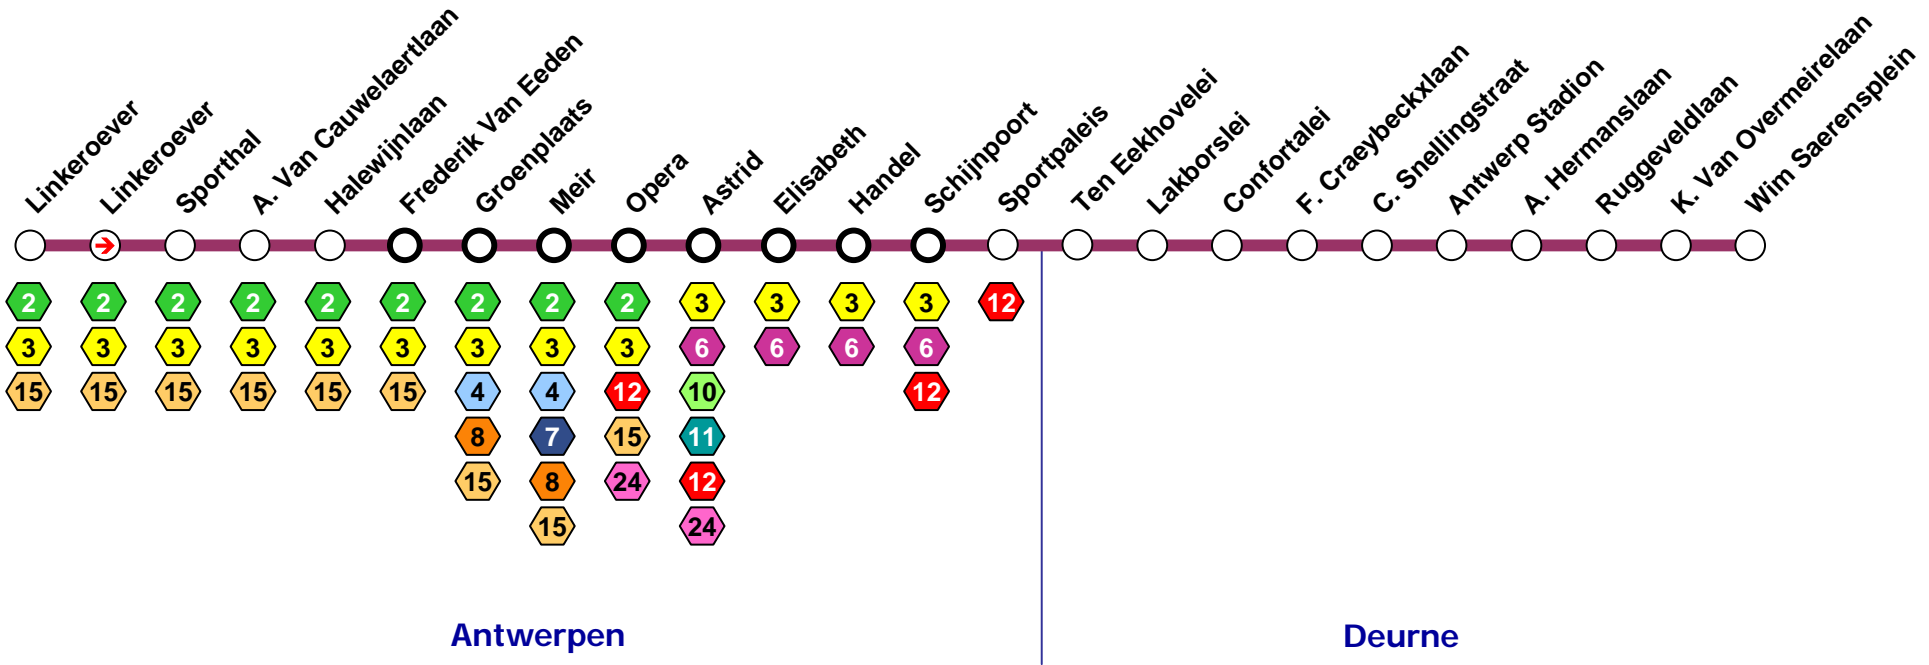 Linkeroever
Linkeroever
Sporthal
A. Van Cauwelaertlaan
Halewijnlaan
Frederik Van Eeden
Groenplaats
Meir
Opera
Astrid
Elisabeth
Handel
Schijnpoort
Sportpaleis
Ten Eekhovelei
Lakborslei
Confortalei
F. Craeybeckxlaan
C. Snellingstraat
Antwerp Stadion
A. Hermanslaan
Ruggeveldlaan
K. Van Overmeirelaan
Wim Saerensplein
2 2 2 2 2 2 2 2 2 3 3 3 3 12
3 3 3 3 3 3 3 3 3 6 6 6 6
15 15 15 15 15 15 4 4 12 10 12
8 7 15 11
15 8 24 12
15 24
Antwerpen Deurne